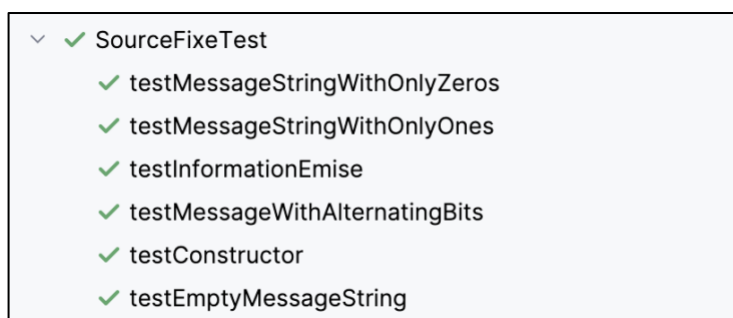 SourceFixeTest
testMessageStringWithOnlyZeros
testMessageStringWithOnlyOnes
testInformationEmise
testMessageWithAlternatingBits
testConstructor
testEmptyMessageString